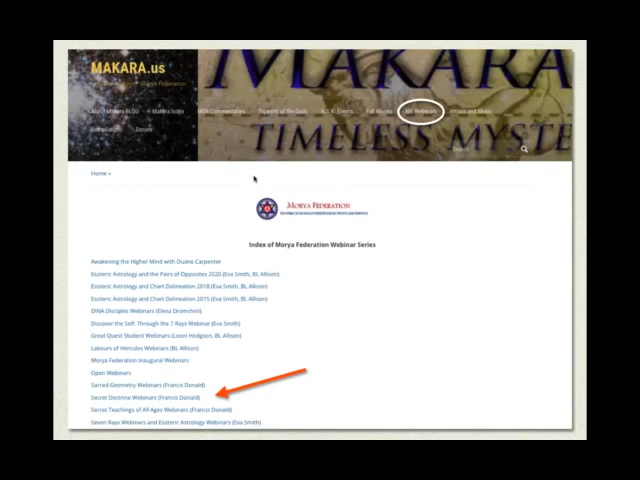 MAKARA
MAKARA.us
Morya Federation
About Makara BLOG
Makara Index
MDR Commentaries
Tapestry of the Gods
Full Moons
MF Webinars
Videos and Music
Compilations
Donate
TIMELESS MYSTE
Search
Home »
MORYA FEDERATION
Index of Morya Federation Webinar Series
Awakening the Higher Mind with Duane Carpenter
Esoteric Astrology and the Pairs of Opposites 2020 (Eva Smith, BL Allison)
Esoteric Astrology and Chart Delineation 2018 (Eva Smith, BL Allison)
Esoteric Astrology and Chart Delineation 2015 (Eva Smith, BL Allison)
DINA Disciples Webinars (Elena Dramchini)
Discover the Self: Through the 7 Rays Webinar (Eva Smith)
Great Quest Student Webinars (Leoni Hodgson, BL Allison)
Labours of Hercules Webinars (BL Allison)
Morya Federation Inaugural Webinars
Open Webinars
Sacred Geometry Webinars (Francis Donald)
Secret Doctrine Webinars (Francis Donald)
Secret Teachings of All Ages Webinars (Francis Donald)
Seven Rays Webinars and Esoteric Astrology Webinars (Eva Smith)